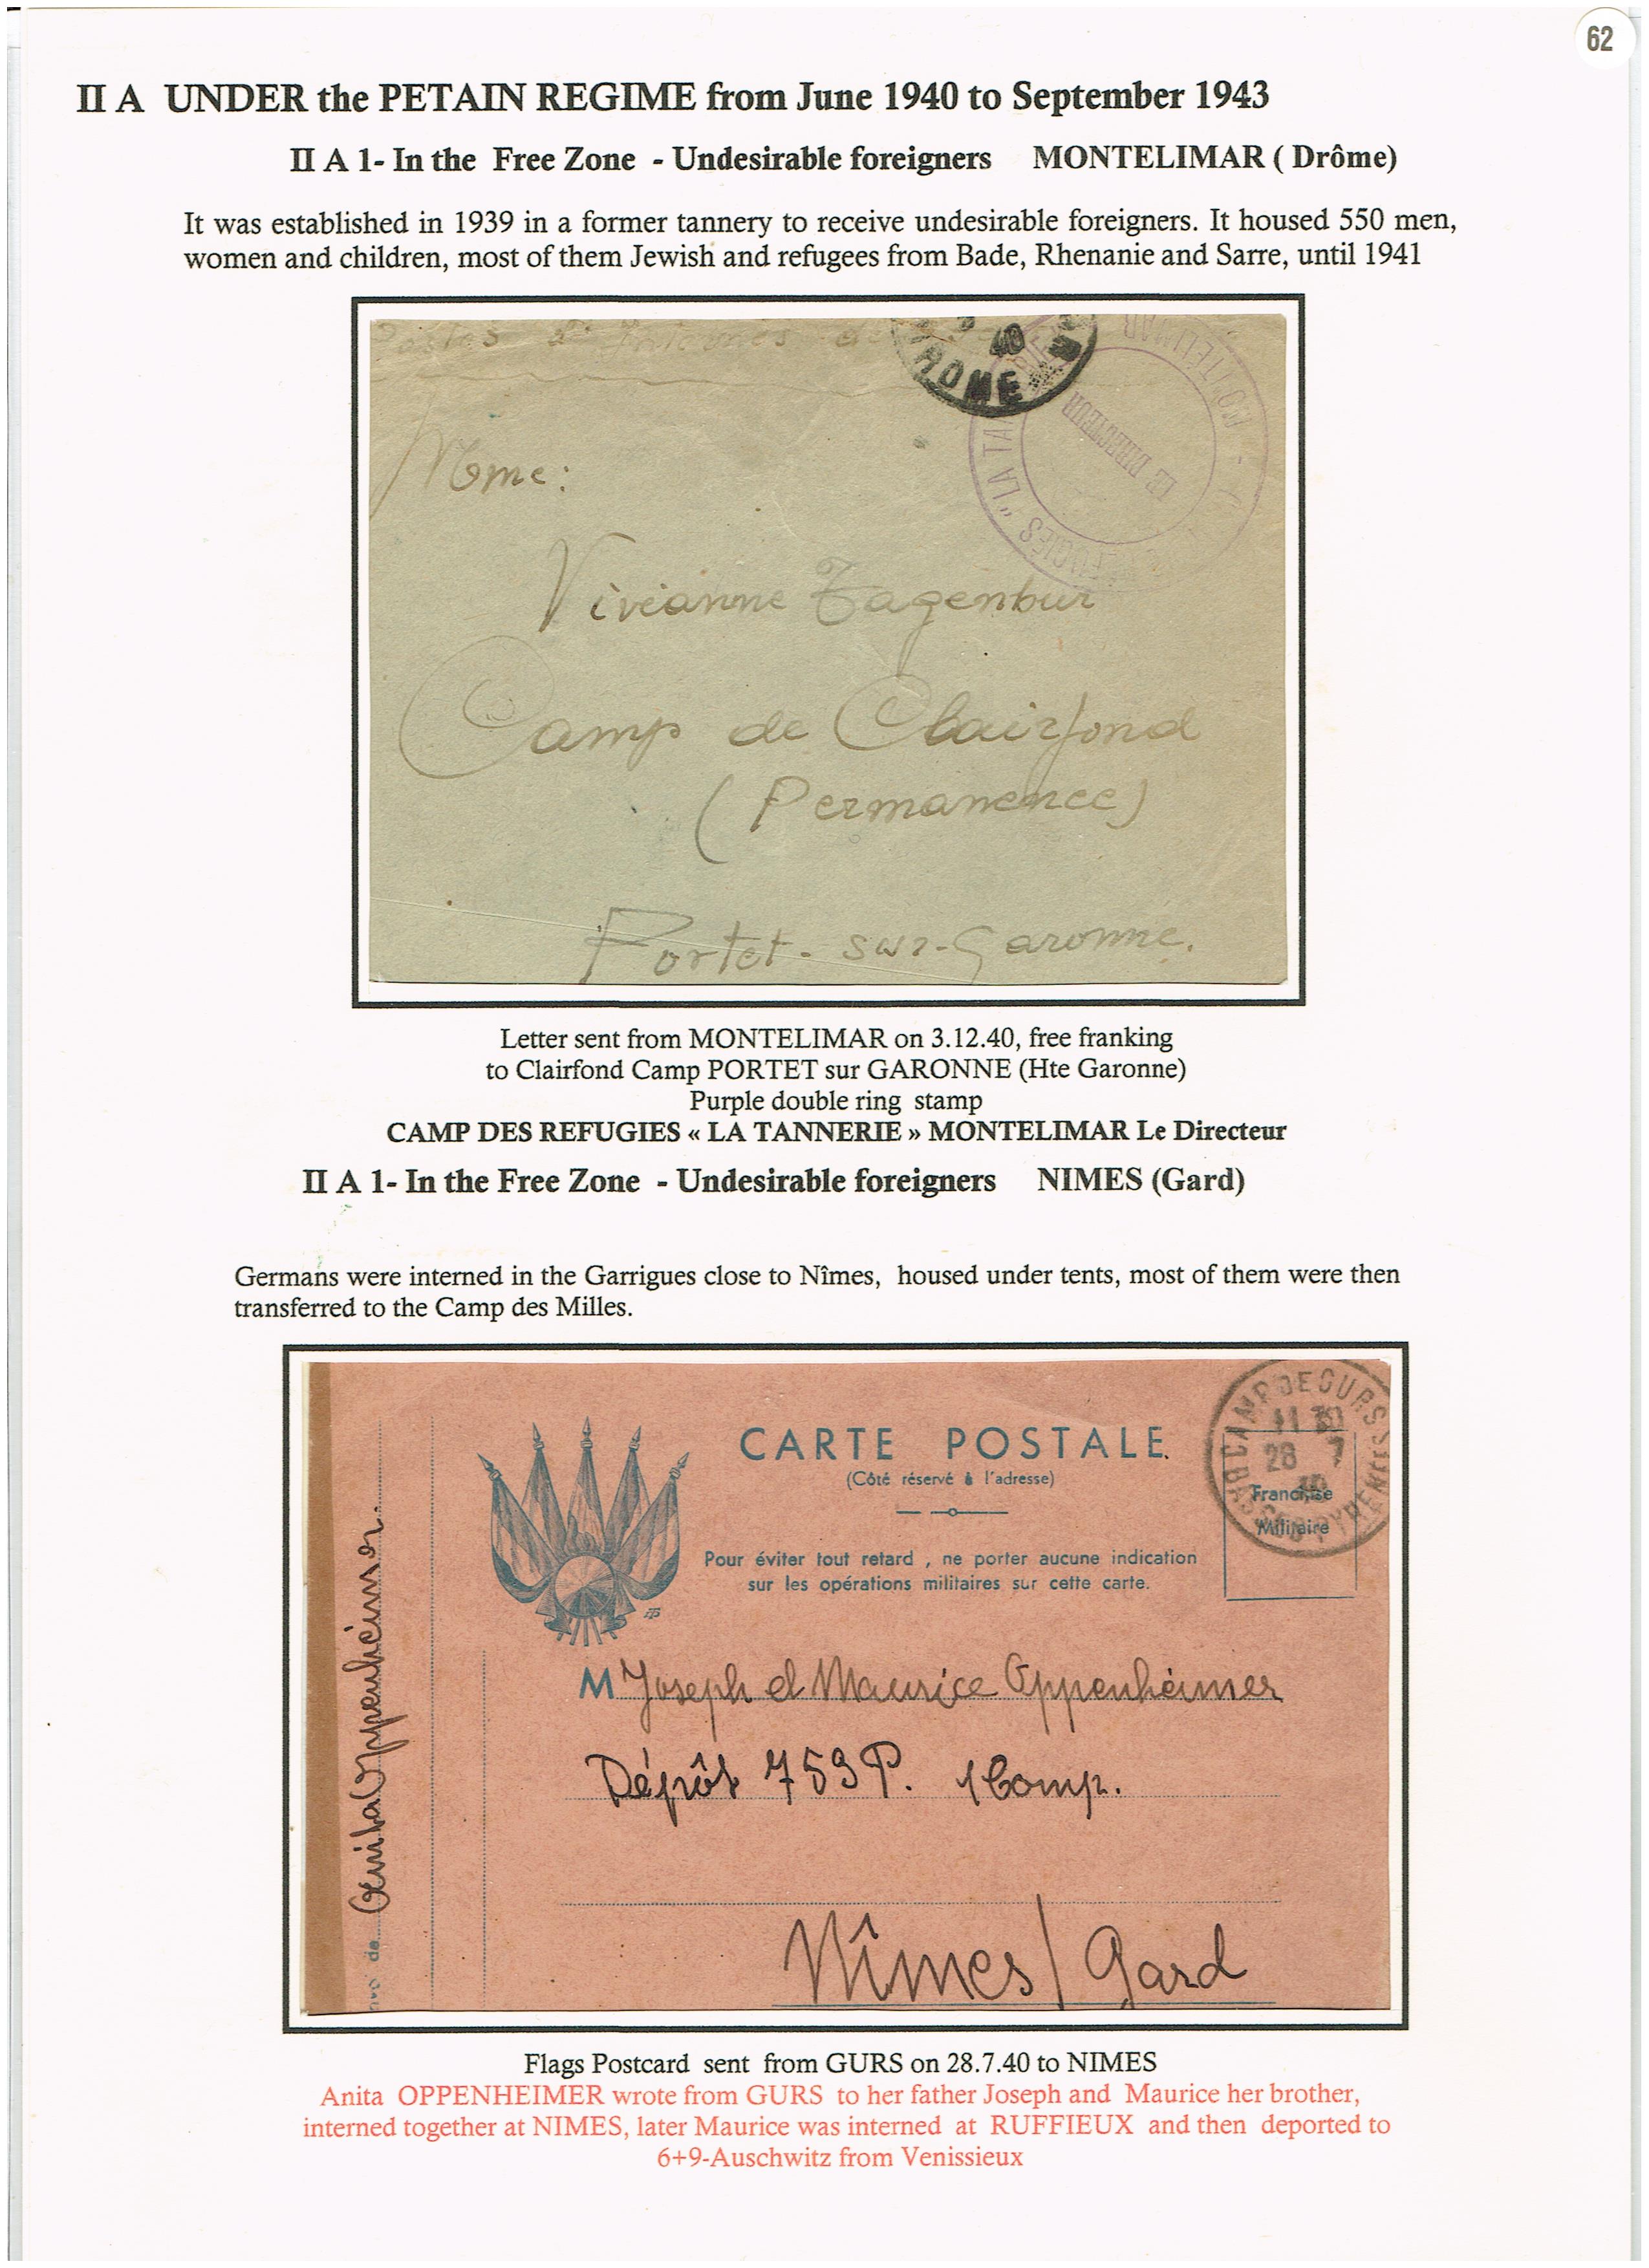 62
II A UNDER the PETAIN REGIME from June 1940 to September 1943
II A 1- In the Free Zone - Undesirable foreigners MONTELIMAR ( Drôme)
It was established in 1939 in a former tannery to receive undesirable foreigners. It housed 550 men,
women and children, most of them Jewish and refugees from Bade, Rhenanie and Sarre, until 1941
40
ROME
MONTELIMAR
LE DIRECTEUR
"LA TA
Mme:
Vivianne Tagenbur
Camp de Clairfond
(Permanence)
Portet-sur-Garonne.
Letter sent from MONTELIMAR on 3.12.40, free franking
to Clairfond Camp PORTET sur GARONNE (Hte Garonne)
Purple double ring stamp
CAMP DES REFUGIES « LA TANNERIE » MONTELIMAR Le Directeur
II A 1- In the Free Zone - Undesirable foreigners NIMES (Gard)
Germans were interned in the Garrigues close to Nîmes, housed under tents, most of them were then
transferred to the Camp des Milles.
CARTE POSTALE
(Côté réservé à l'adresse)
CAMP DE GURS
28 7
40
BASSES PYRENEES
Franchise
Militaire
Pour éviter tout retard , ne porter aucune indication
sur les opérations militaires sur cette carte.
M Joseph et Maurice Oppenheimer
Dépôt 753 P. 1 Comp.
Nîmes / Gard
de Anita Oppenheimer
Flags Postcard sent from GURS on 28.7.40 to NIMES
Anita OPPENHEIMER wrote from GURS to her father Joseph and Maurice her brother,
interned together at NIMES, later Maurice was interned at RUFFIEUX and then deported to
6+9-Auschwitz from Venissieux